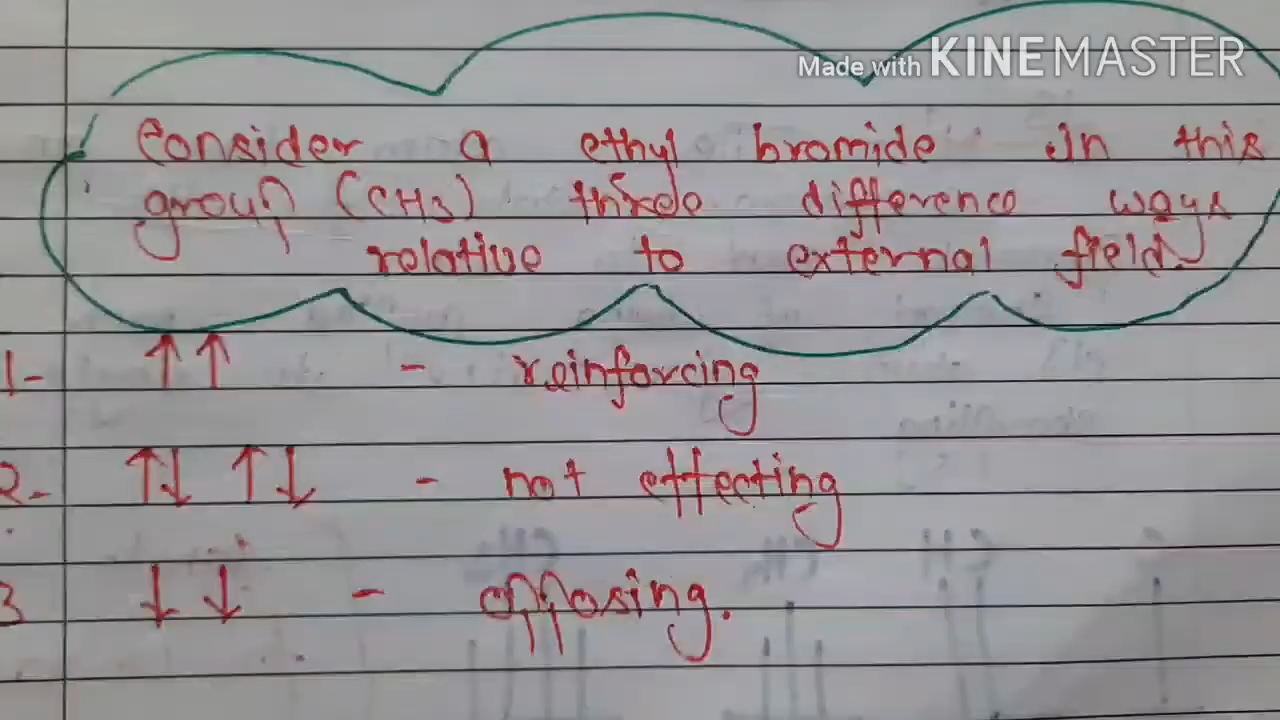 Made with KINEMASTER
Consider a ethyl bromide In this
group (CH3) three difference ways
relative to external field.
1- ↑↑ - reinforcing
2- ↑↓ ↑↓ - not effecting
3 ↓↓ - opposing.